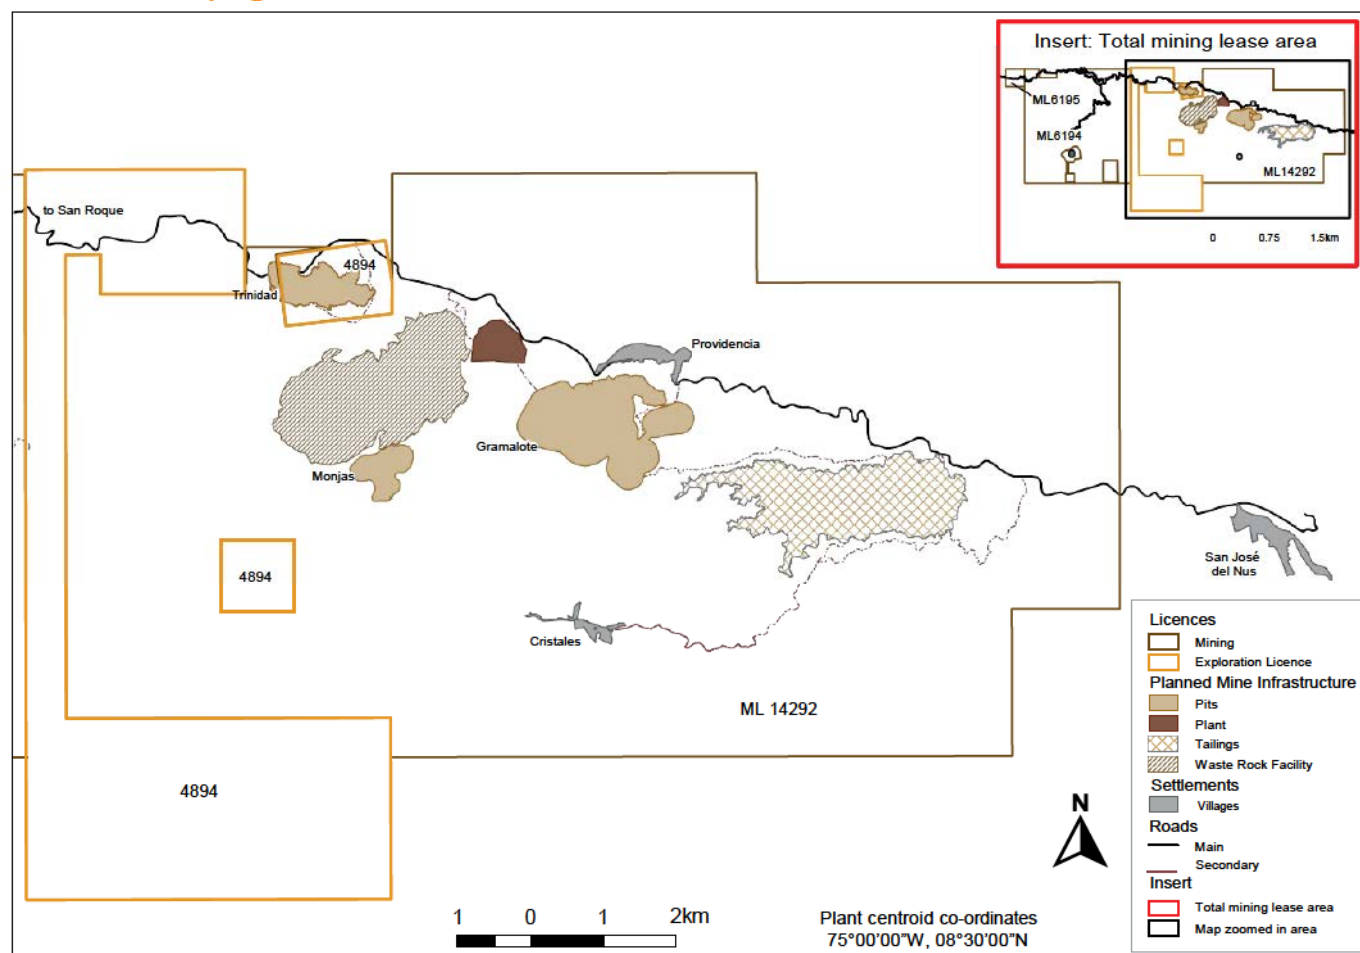 Insert: Total mining lease area
ML6195
ML6194
ML14292
0 0.75 1.5km
to San Roque
4894
Trinidad
Providencia
Gramalote
Monjas
San José
del Nus
4894
Cristales
ML 14292
4894
N
1 0 1 2km
Plant centroid co-ordinates
75°00'00"W, 08°30'00"N
Licences
Mining
Exploration Licence
Planned Mine Infrastructure
Pits
Plant
Tailings
Waste Rock Facility
Settlements
Villages
Roads
Main
Secondary
Insert
Total mining lease area
Map zoomed in area